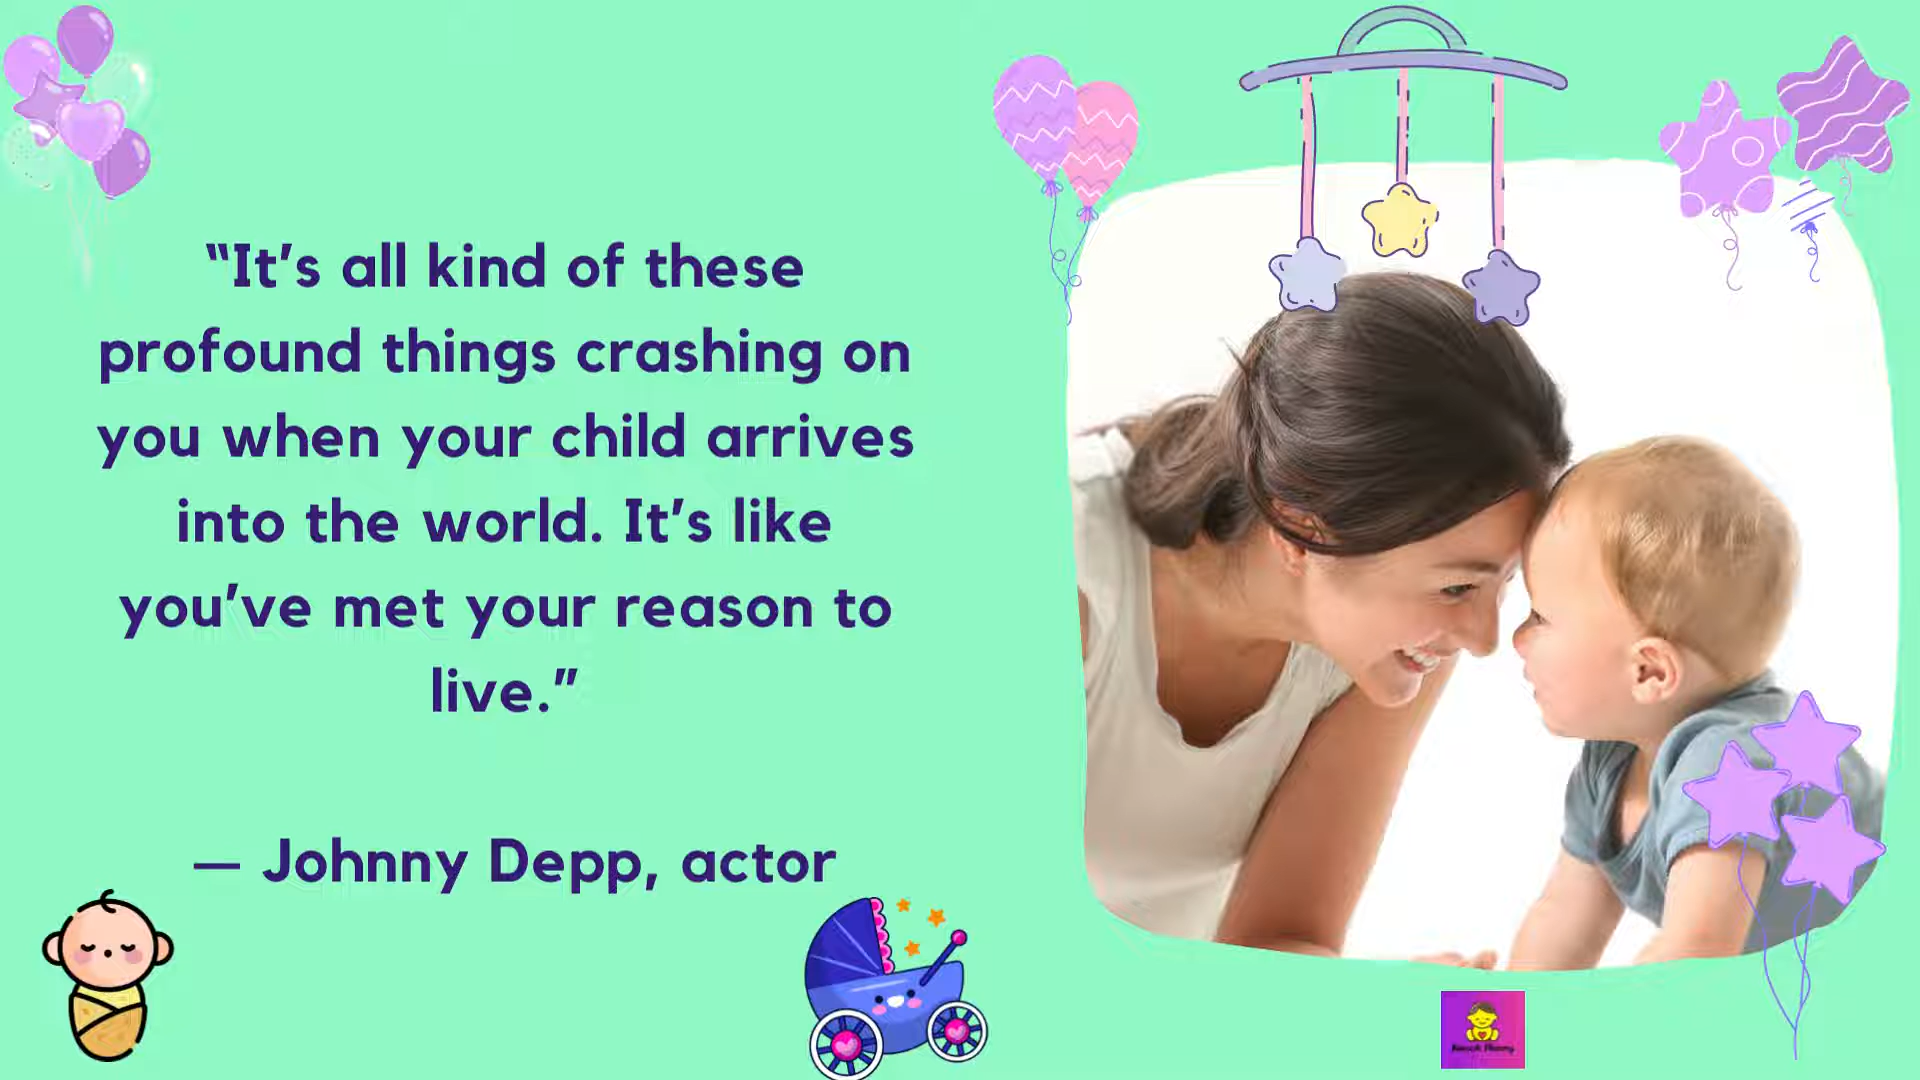 “It’s all kind of these
profound things crashing on
you when your child arrives
into the world. It’s like
you’ve met your reason to
live.”
— Johnny Depp, actor